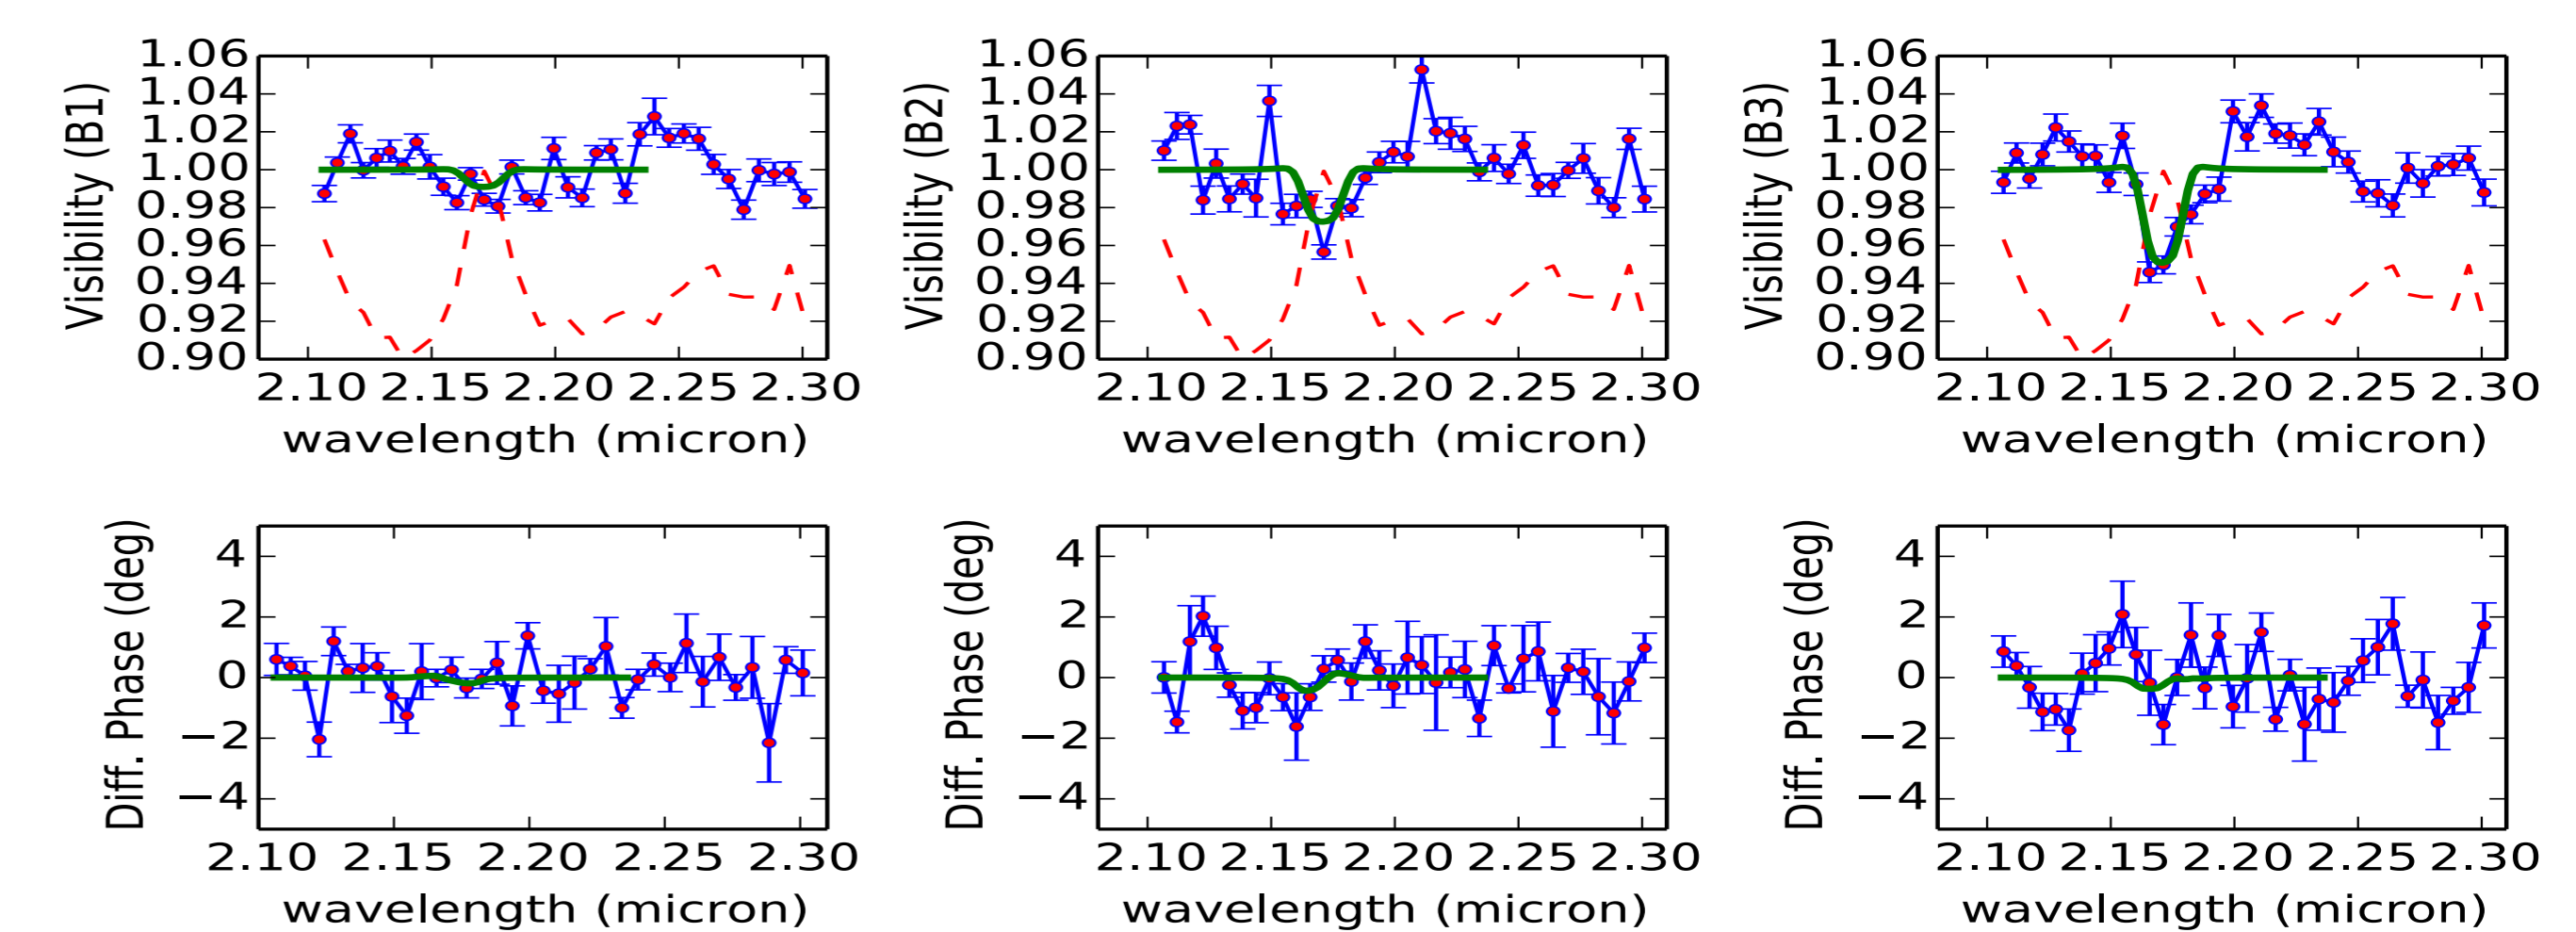 Visibility (B1)
1.06
1.04
1.02
1.00
0.98
0.96
0.94
0.92
0.90
2.10 2.15 2.20 2.25 2.30
wavelength (micron)
Visibility (B2)
1.06
1.04
1.02
1.00
0.98
0.96
0.94
0.92
0.90
2.10 2.15 2.20 2.25 2.30
wavelength (micron)
Visibility (B3)
1.06
1.04
1.02
1.00
0.98
0.96
0.94
0.92
0.90
2.10 2.15 2.20 2.25 2.30
wavelength (micron)
Diff. Phase (deg)
4
2
0
−2
−4
2.10 2.15 2.20 2.25 2.30
wavelength (micron)
Diff. Phase (deg)
4
2
0
−2
−4
2.10 2.15 2.20 2.25 2.30
wavelength (micron)
Diff. Phase (deg)
4
2
0
−2
−4
2.10 2.15 2.20 2.25 2.30
wavelength (micron)